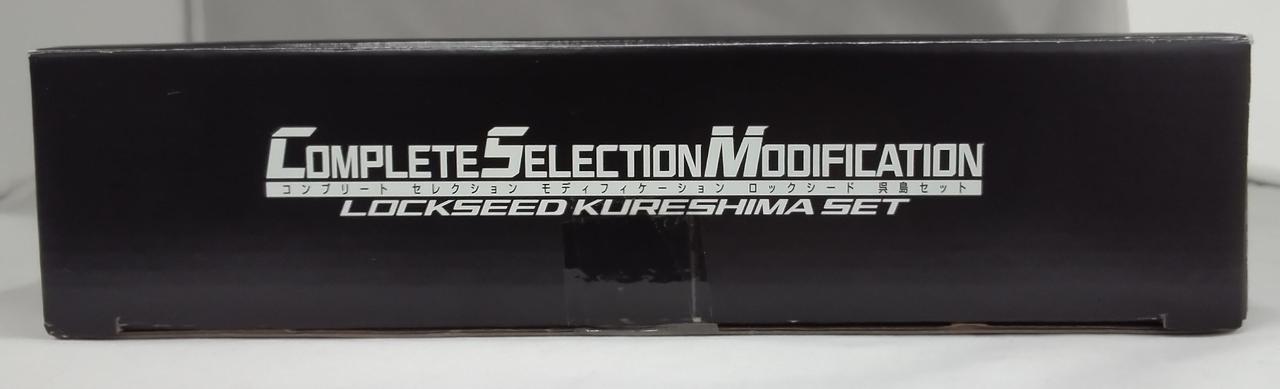 COMPLETE SELECTION MODIFICATION
コンプリート セレクション モディフィケーション ロックシード 呉島セット
LOCKSEED KURESHIMA SET